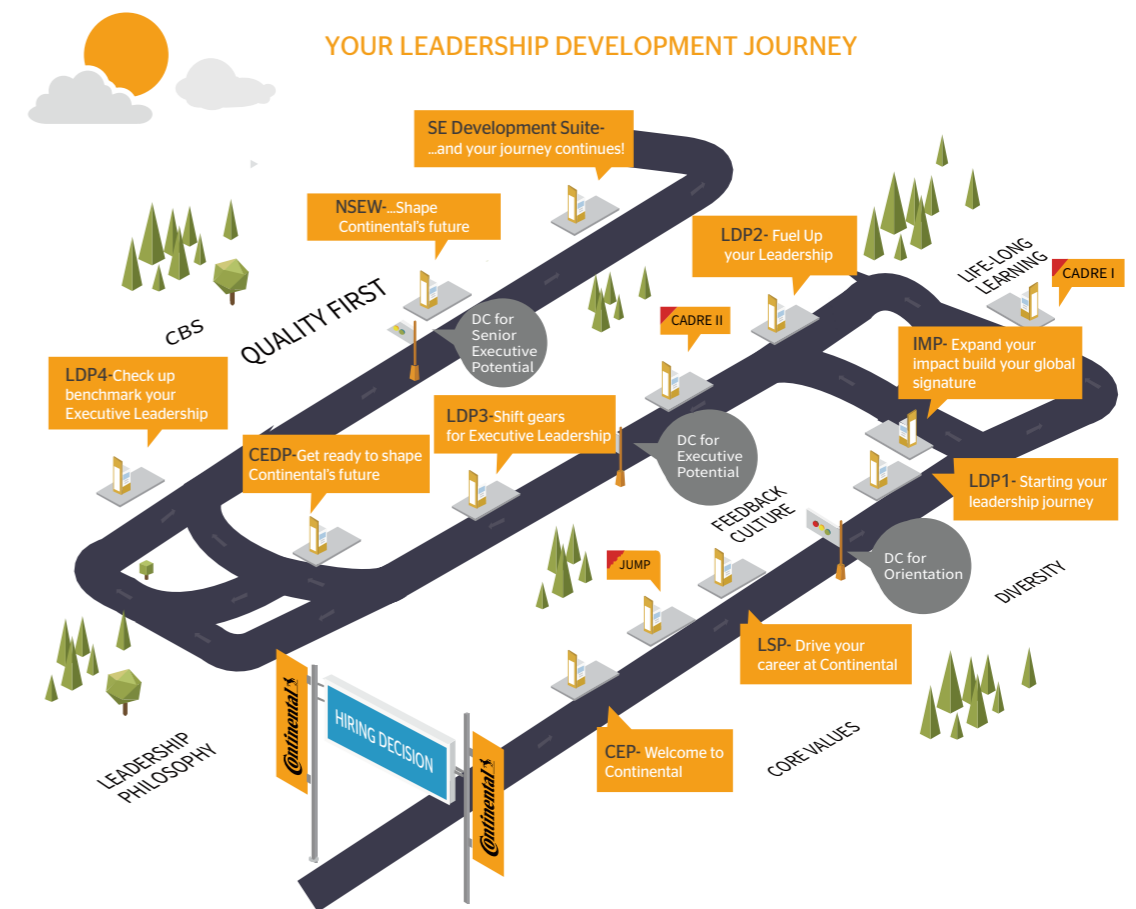 YOUR LEADERSHIP DEVELOPMENT JOURNEY
SE Development Suite-
...and your journey continues!
NSEW-...Shape
Continental's future
LDP2- Fuel Up
your Leadership
LIFE-LONG
LEARNING
CADRE I
CBS
QUALITY FIRST
DC for
Senior
Executive
Potential
CADRE II
IMP- Expand your
impact build your global
signature
LDP4-Check up
benchmark your
Executive Leadership
LDP3-Shift gears
for Executive Leadership
CEDP-Get ready to shape
Continental's future
DC for
Executive
Potential
LDP1- Starting your
leadership journey
FEEDBACK
CULTURE
JUMP
DC for
Orientation
DIVERSITY
LSP- Drive your
career at Continental
Continental
HIRING DECISION
Continental
CEP- Welcome to
Continental
CORE VALUES
LEADERSHIP
PHILOSOPHY